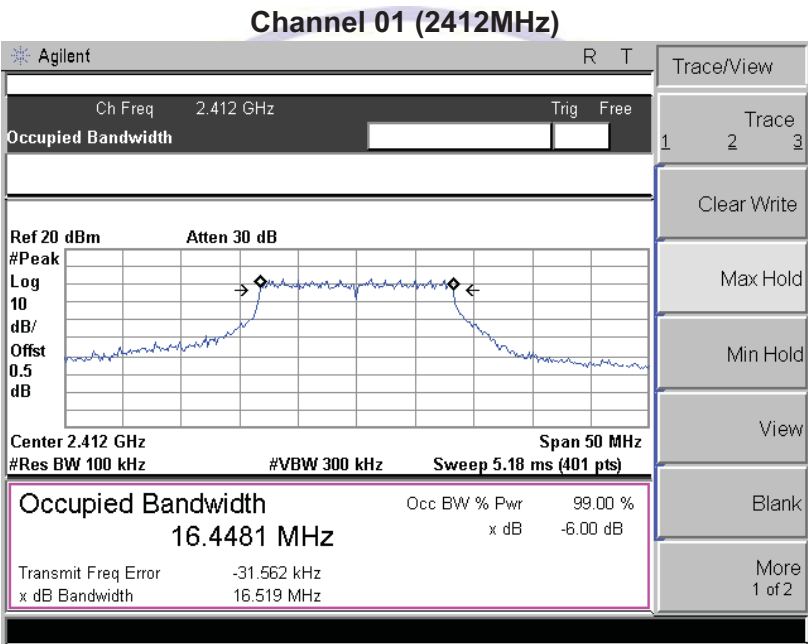 Channel 01 (2412MHz)
Agilent R T
Trace/View
Ch Freq 2.412 GHz Trig Free
Occupied Bandwidth
Trace
1 2 3
Clear Write
Ref 20 dBm Atten 30 dB
#Peak
Log
10
dB/
Offst
0.5
dB
Max Hold
Min Hold
View
Center 2.412 GHz Span 50 MHz
#Res BW 100 kHz #VBW 300 kHz Sweep 5.18 ms (401 pts)
Occupied Bandwidth Occ BW % Pwr 99.00 %
16.4481 MHz x dB -6.00 dB
Transmit Freq Error -31.562 kHz
x dB Bandwidth 16.519 MHz
Blank
More
1 of 2